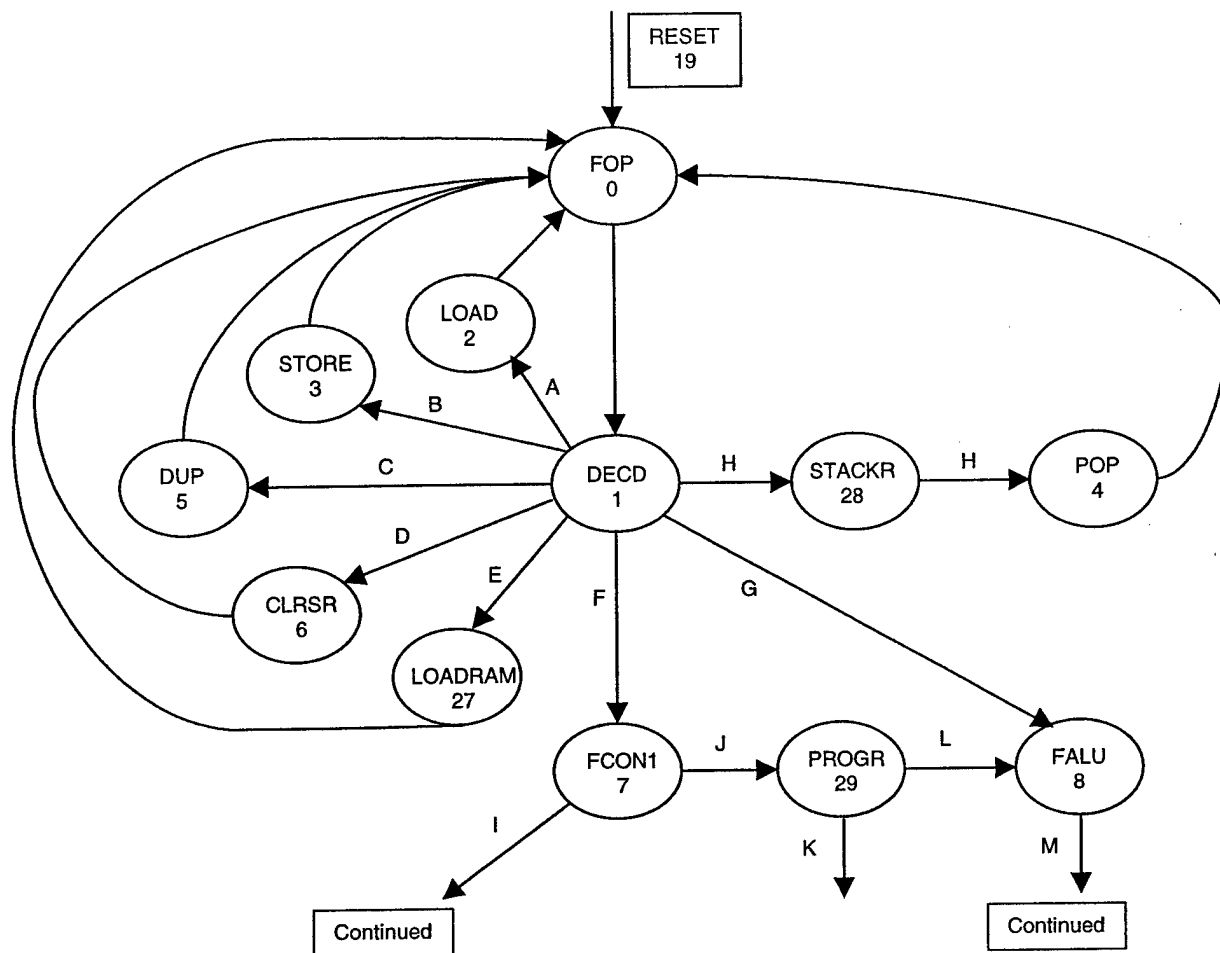 RESET
19
FOP
0
LOAD
2
STORE
3
A
B
DUP
5
C
DECD
1
H
STACKR
28
H
POP
4
D
E
F
G
CLRSR
6
LOADRAM
27
FCON1
7
J
PROGR
29
L
FALU
8
I
K
M
Continued
Continued